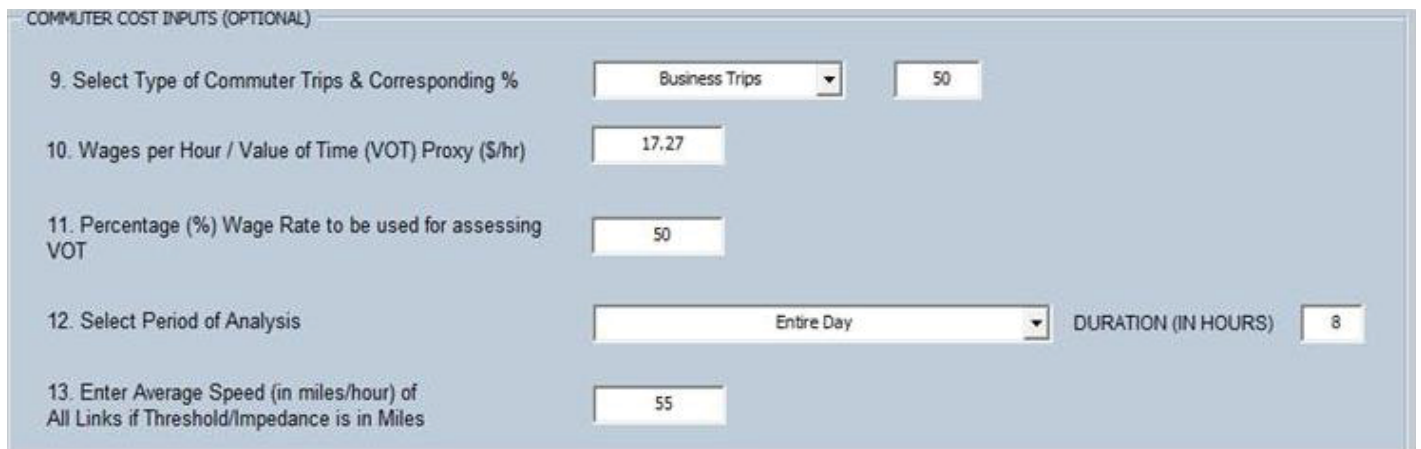 COMMUTER COST INPUTS (OPTIONAL)
9. Select Type of Commuter Trips & Corresponding % Business Trips 50
10. Wages per Hour / Value of Time (VOT) Proxy ($/hr) 17.27
11. Percentage (%) Wage Rate to be used for assessing
VOT 50
12. Select Period of Analysis Entire Day DURATION (IN HOURS) 8
13. Enter Average Speed (in miles/hour) of
All Links if Threshold/Impedance is in Miles 55